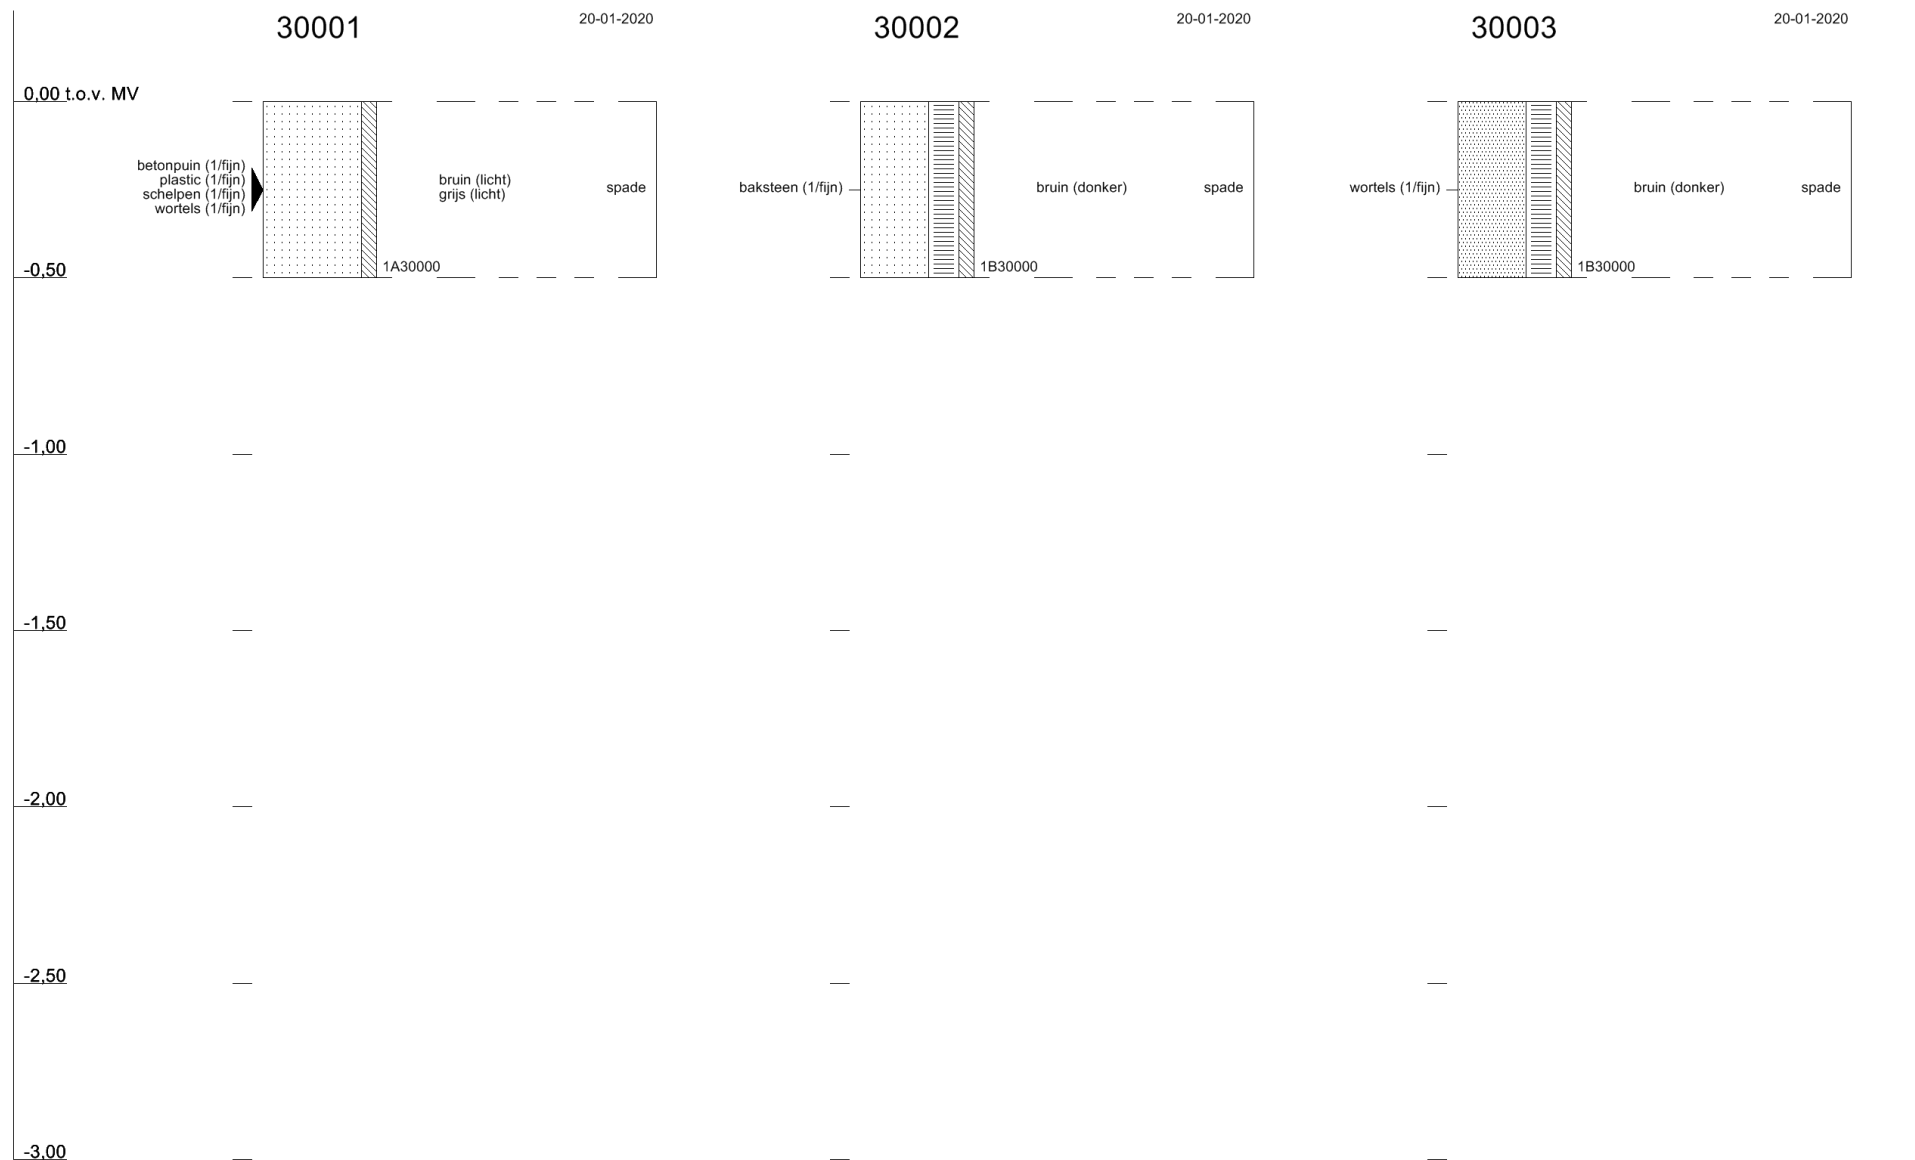 30001
20-01-2020
30002
20-01-2020
30003
20-01-2020
0,00 t.o.v. MV
betonpuin (1/fijn)
plastic (1/fijn)
schelpen (1/fijn)
wortels (1/fijn)
bruin (licht)
grijs (licht)
spade
1A30000
baksteen (1/fijn)
bruin (donker)
spade
1B30000
wortels (1/fijn)
bruin (donker)
spade
1B30000
-0,50
-1,00
-1,50
-2,00
-2,50
-3,00